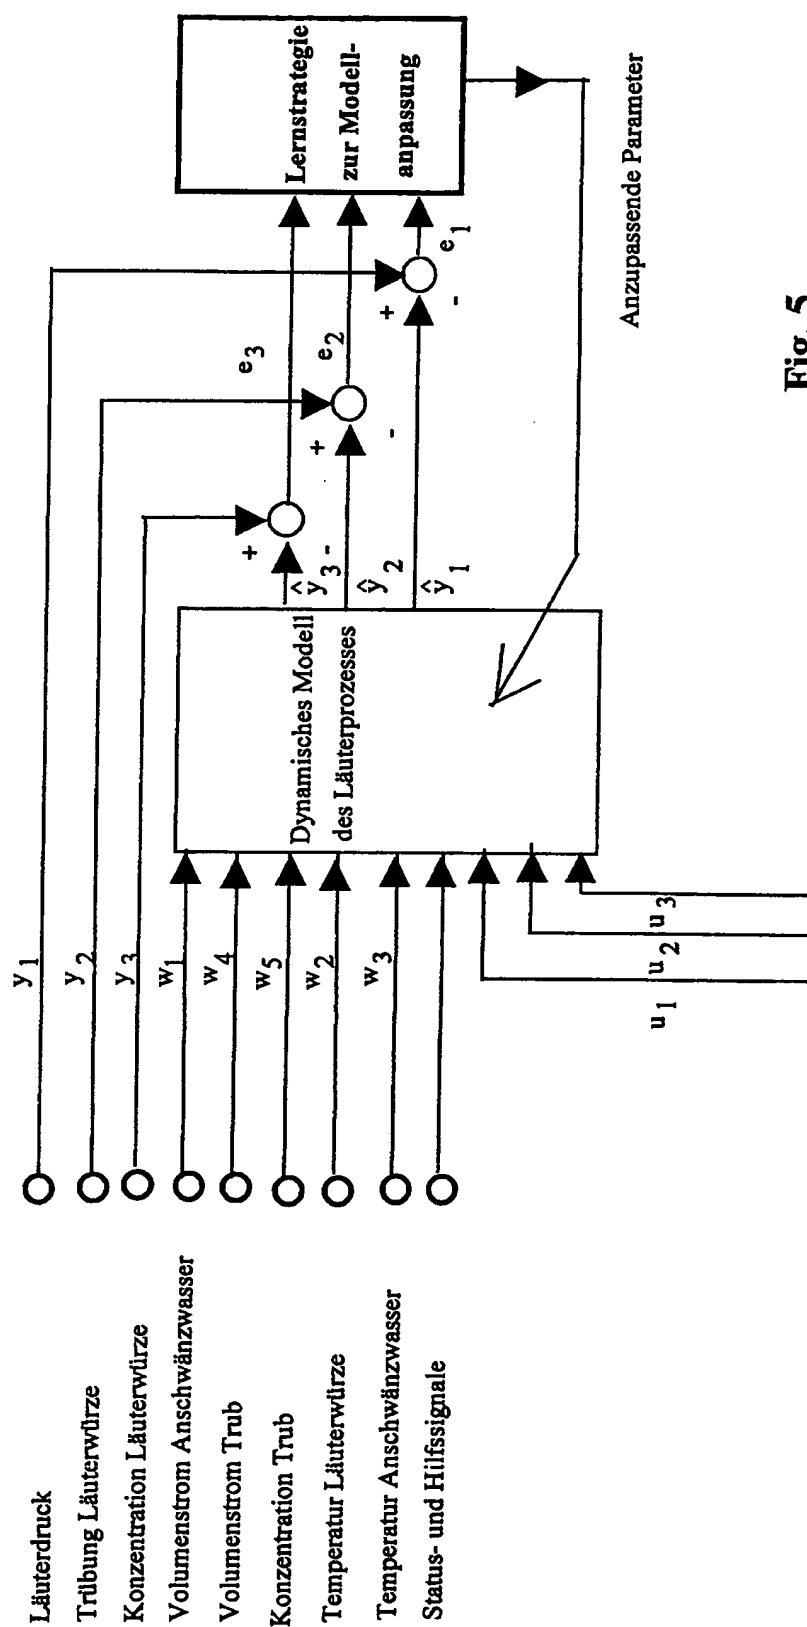 Läuterdruck
Trübung Läuterwürze
Konzentration Läuterwürze
Volumenstrom Anschwänzwasser
Volumenstrom Trub
Konzentration Trub
Temperatur Läuterwürze
Temperatur Anschwänzwasser
Status- und Hilfssignale
y1
y2
y3
w1
w4
w5
w2
w3
u1
u2
u3
Dynamisches Modell
des Läuterprozesses
ŷ3
ŷ2
ŷ1
+
-
+
-
+
-
e3
e2
e1
Lernstrategie
zur Modell-
anpassung
Anzupassende Parameter
Fig. 5